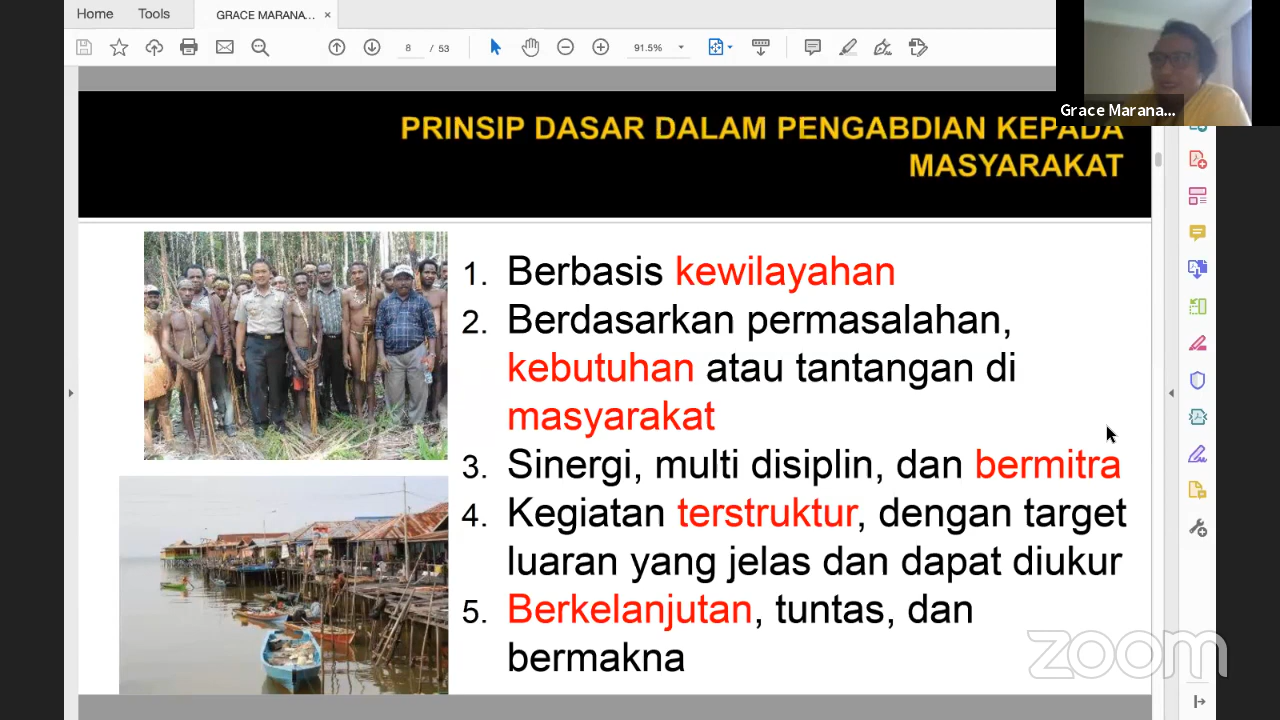 Home Tools GRACE MARANA... ×
8 / 53 91.5%
Grace Marana...
PRINSIP DASAR DALAM PENGABDIAN KEPADA
MASYARAKAT
1. Berbasis kewilayahan
2. Berdasarkan permasalahan,
kebutuhan atau tantangan di
masyarakat
3. Sinergi, multi disiplin, dan bermitra
4. Kegiatan terstruktur, dengan target
luaran yang jelas dan dapat diukur
5. Berkelanjutan, tuntas, dan
bermakna
zoom